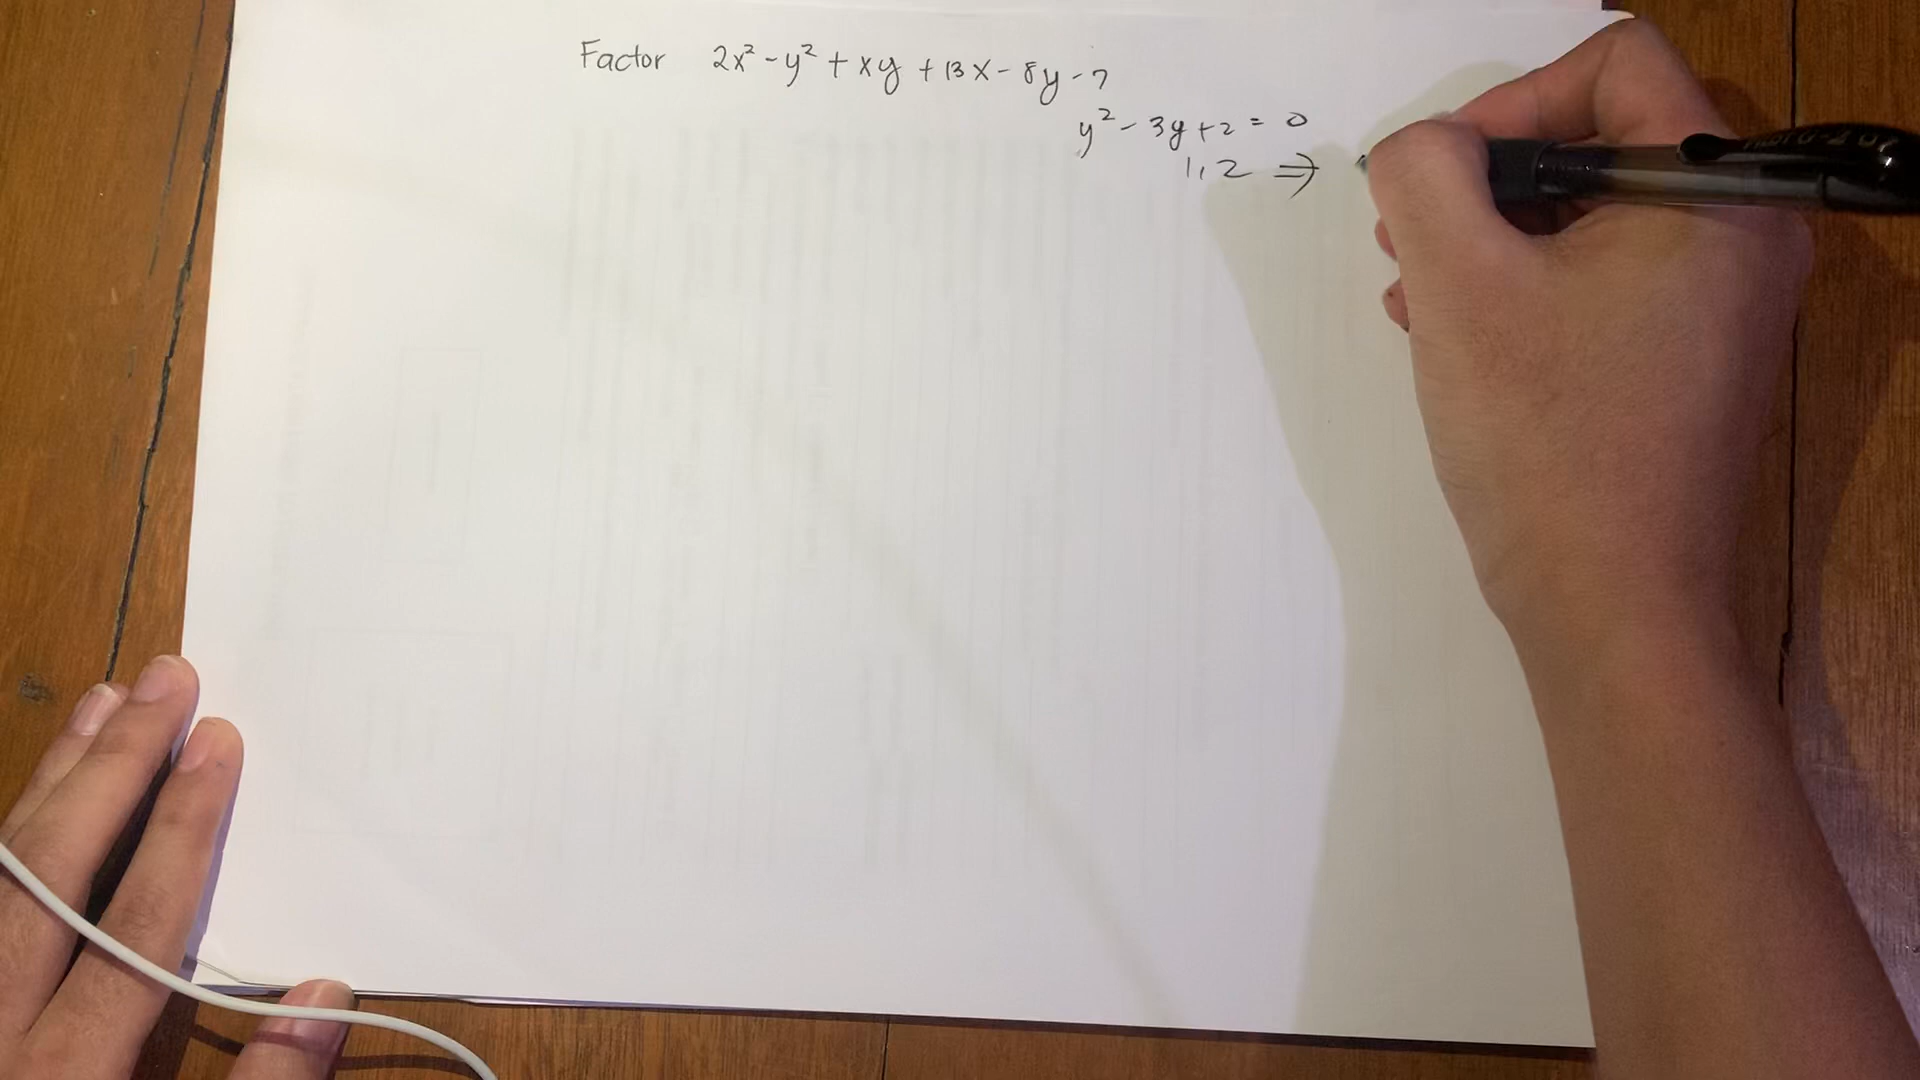 Factor 2x² - y² + xy + 13x - 8y - 7
y² - 3y + 2 = 0
1, 2 ⇒